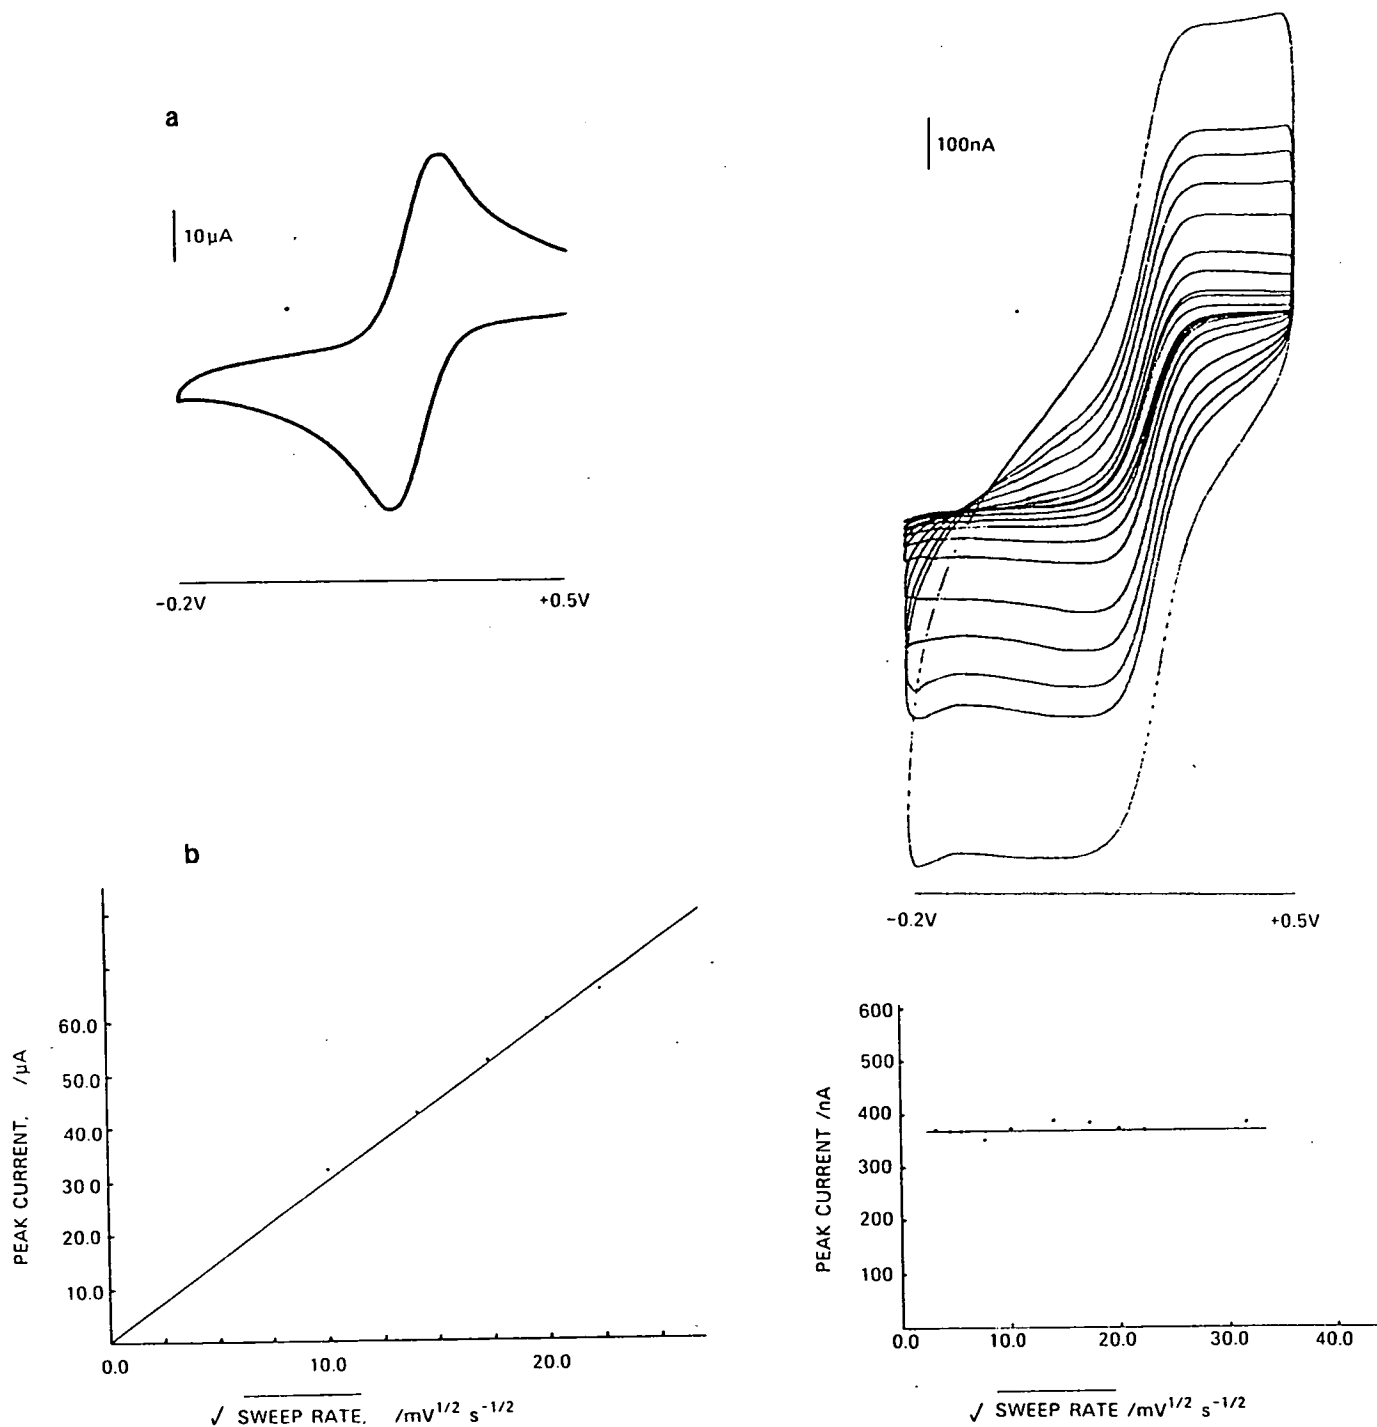 a
10µA
-0.2V
+0.5V
100nA
-0.2V
+0.5V
b
PEAK CURRENT, /µA
60.0
50.0
40.0
30 0
20.0
10.0
0.0
10.0
20.0
√ SWEEP RATE, /mV1/2 s-1/2
PEAK CURRENT /nA
600
500
400
300
200
100
0.0
10.0
20.0
30.0
40.0
√ SWEEP RATE /mV1/2 s-1/2